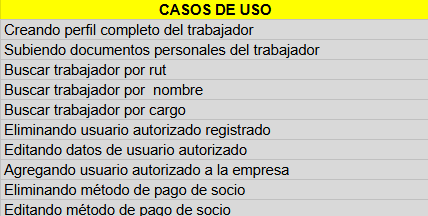 CASOS DE USO
Creando perfil completo del trabajador
Subiendo documentos personales del trabajador
Buscar trabajador por rut
Buscar trabajador por  nombre
Buscar trabajador por cargo
Eliminando usuario autorizado registrado
Editando datos de usuario autorizado
Agregando usuario autorizado a la empresa
Eliminando método de pago de socio
Editando método de pago de socio